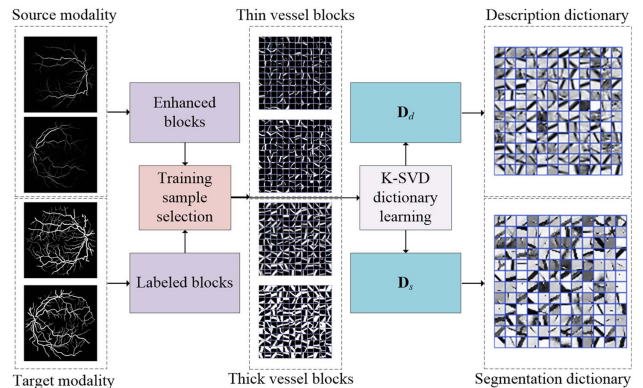 Source modality
Thin vessel blocks
Description dictionary
Enhanced
blocks
D_d
Training
sample
selection
K-SVD
dictionary
learning
Labeled blocks
D_s
Target modality
Thick vessel blocks
Segmentation dictionary